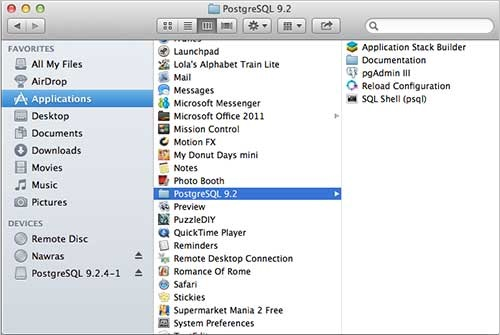 PostgreSQL 9.2
FAVORITES
All My Files
AirDrop
Applications
Desktop
Documents
Downloads
Movies
Music
Pictures
DEVICES
Remote Disc
Nawras
PostgreSQL 9.2.4-1
Launchpad
Lola's Alphabet Train Lite
Mail
Messages
Microsoft Messenger
Microsoft Office 2011
Mission Control
Motion FX
My Donut Days mini
Notes
Photo Booth
PostgreSQL 9.2
Preview
PuzzleDIY
QuickTime Player
Reminders
Remote Desktop Connection
Romance Of Rome
Safari
Stickies
Supermarket Mania 2 Free
System Preferences
Application Stack Builder
Documentation
pgAdmin III
Reload Configuration
SQL Shell (psql)